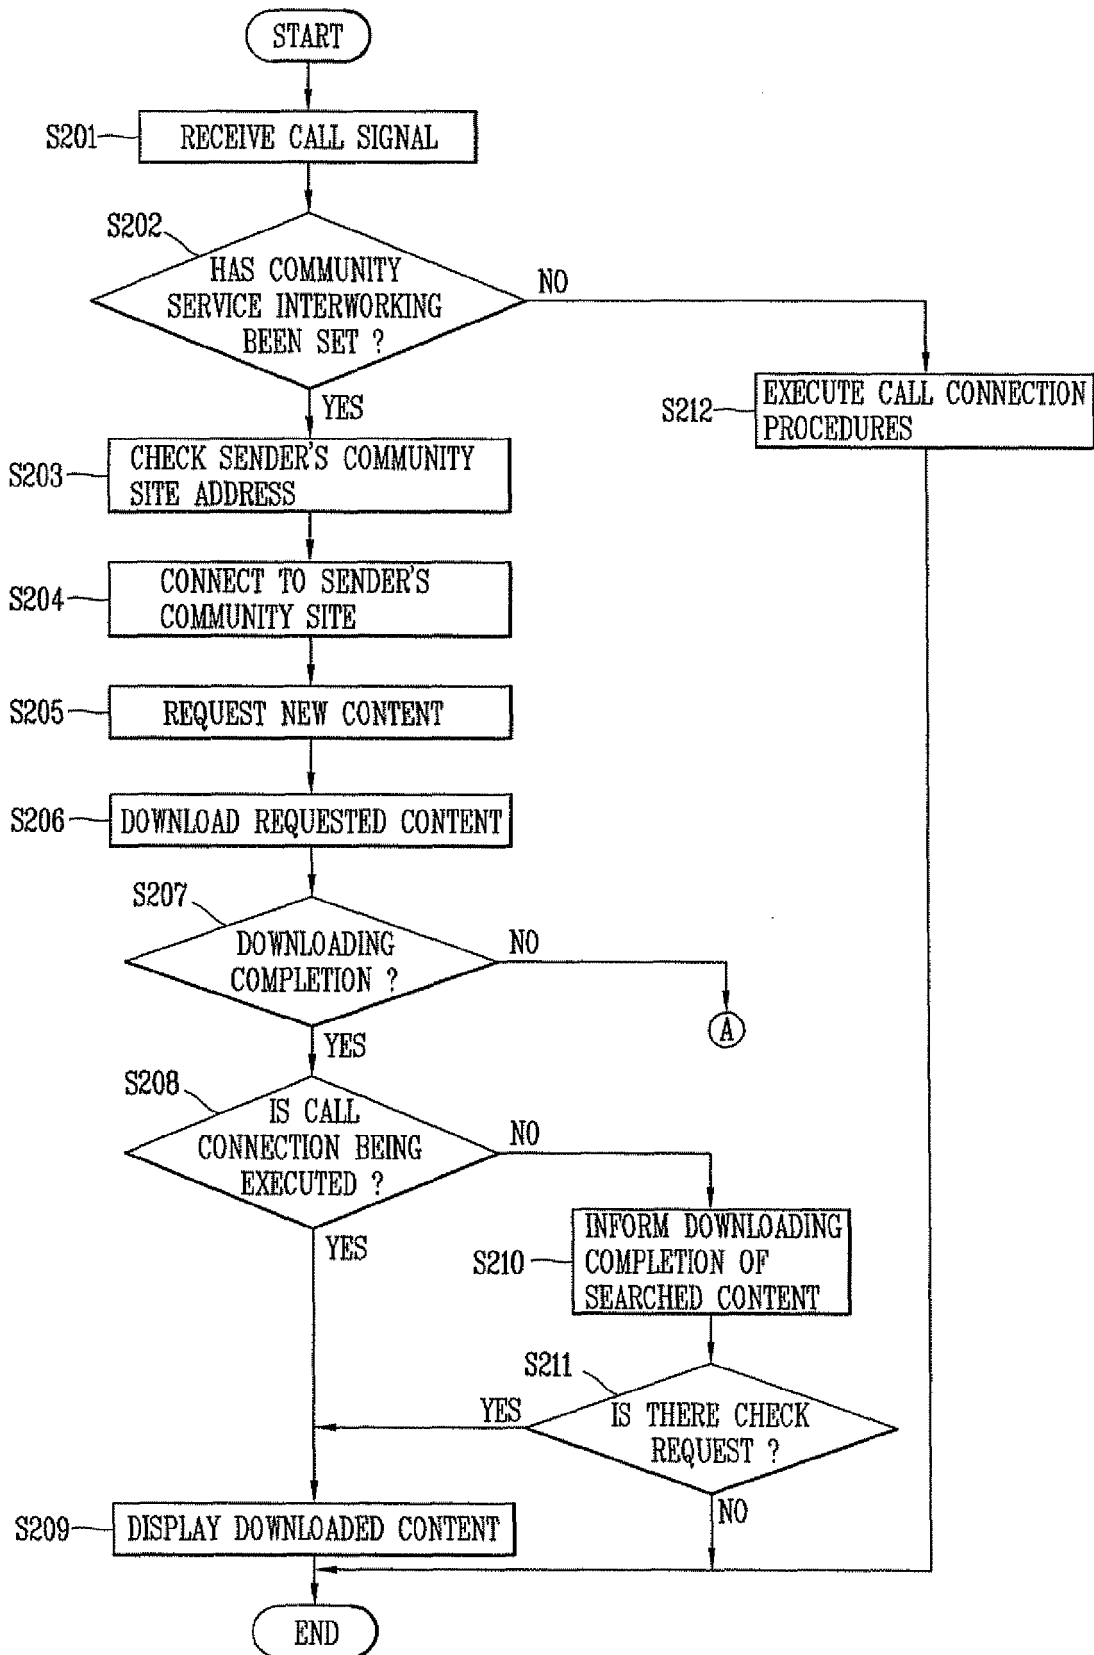 START
S201
RECEIVE CALL SIGNAL
S202
HAS COMMUNITY
SERVICE INTERWORKING
BEEN SET ?
NO
YES
S212
EXECUTE CALL CONNECTION
PROCEDURES
S203
CHECK SENDER'S COMMUNITY
SITE ADDRESS
S204
CONNECT TO SENDER'S
COMMUNITY SITE
S205
REQUEST NEW CONTENT
S206
DOWNLOAD REQUESTED CONTENT
S207
DOWNLOADING
COMPLETION ?
NO
A
YES
S208
IS CALL
CONNECTION BEING
EXECUTED ?
NO
YES
S210
INFORM DOWNLOADING
COMPLETION OF
SEARCHED CONTENT
S211
IS THERE CHECK
REQUEST ?
YES
NO
S209
DISPLAY DOWNLOADED CONTENT
END